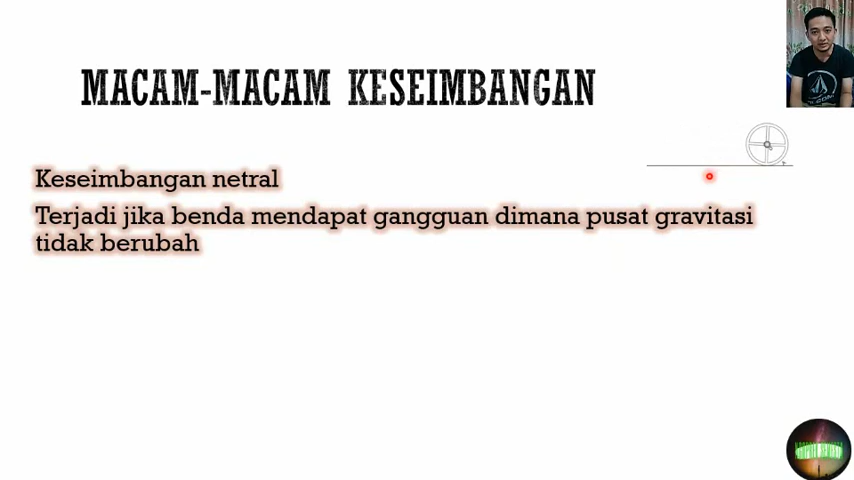 MACAM-MACAM KESEIMBANGAN
Keseimbangan netral
Terjadi jika benda mendapat gangguan dimana pusat gravitasi
tidak berubah